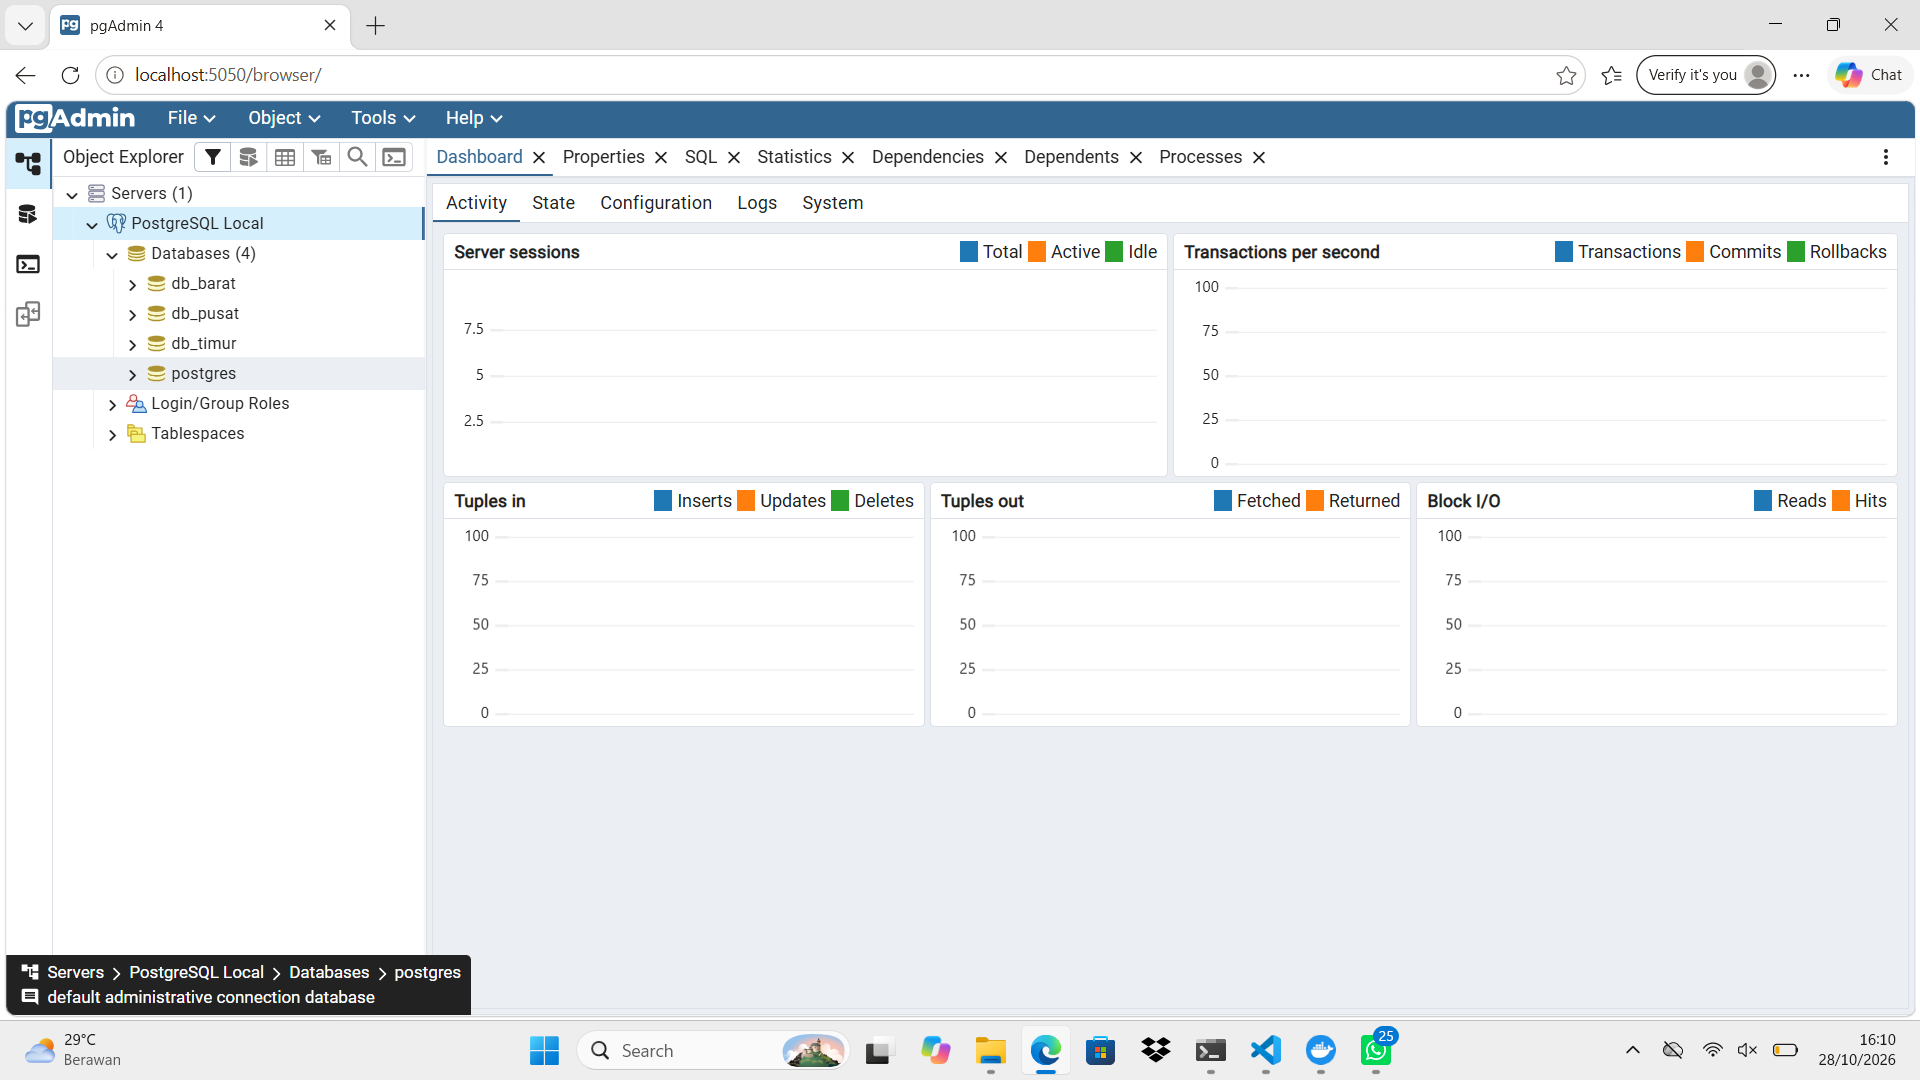 pgAdmin 4
localhost:5050/browser/
Verify it's you
Chat
pgAdmin File Object Tools Help
Object Explorer
Dashboard Properties SQL Statistics Dependencies Dependents Processes
Servers (1)
PostgreSQL Local
Databases (4)
db_barat
db_pusat
db_timur
postgres
Login/Group Roles
Tablespaces
Activity State Configuration Logs System
Server sessions Total Active Idle
7.5
5
2.5
Transactions per second Transactions Commits Rollbacks
100
75
50
25
0
Tuples in Inserts Updates Deletes
100
75
50
25
0
Tuples out Fetched Returned
100
75
50
25
0
Block I/O Reads Hits
100
75
50
25
0
Servers > PostgreSQL Local > Databases > postgres
default administrative connection database
29°C
Berawan
Search
25
16:10
28/10/2026